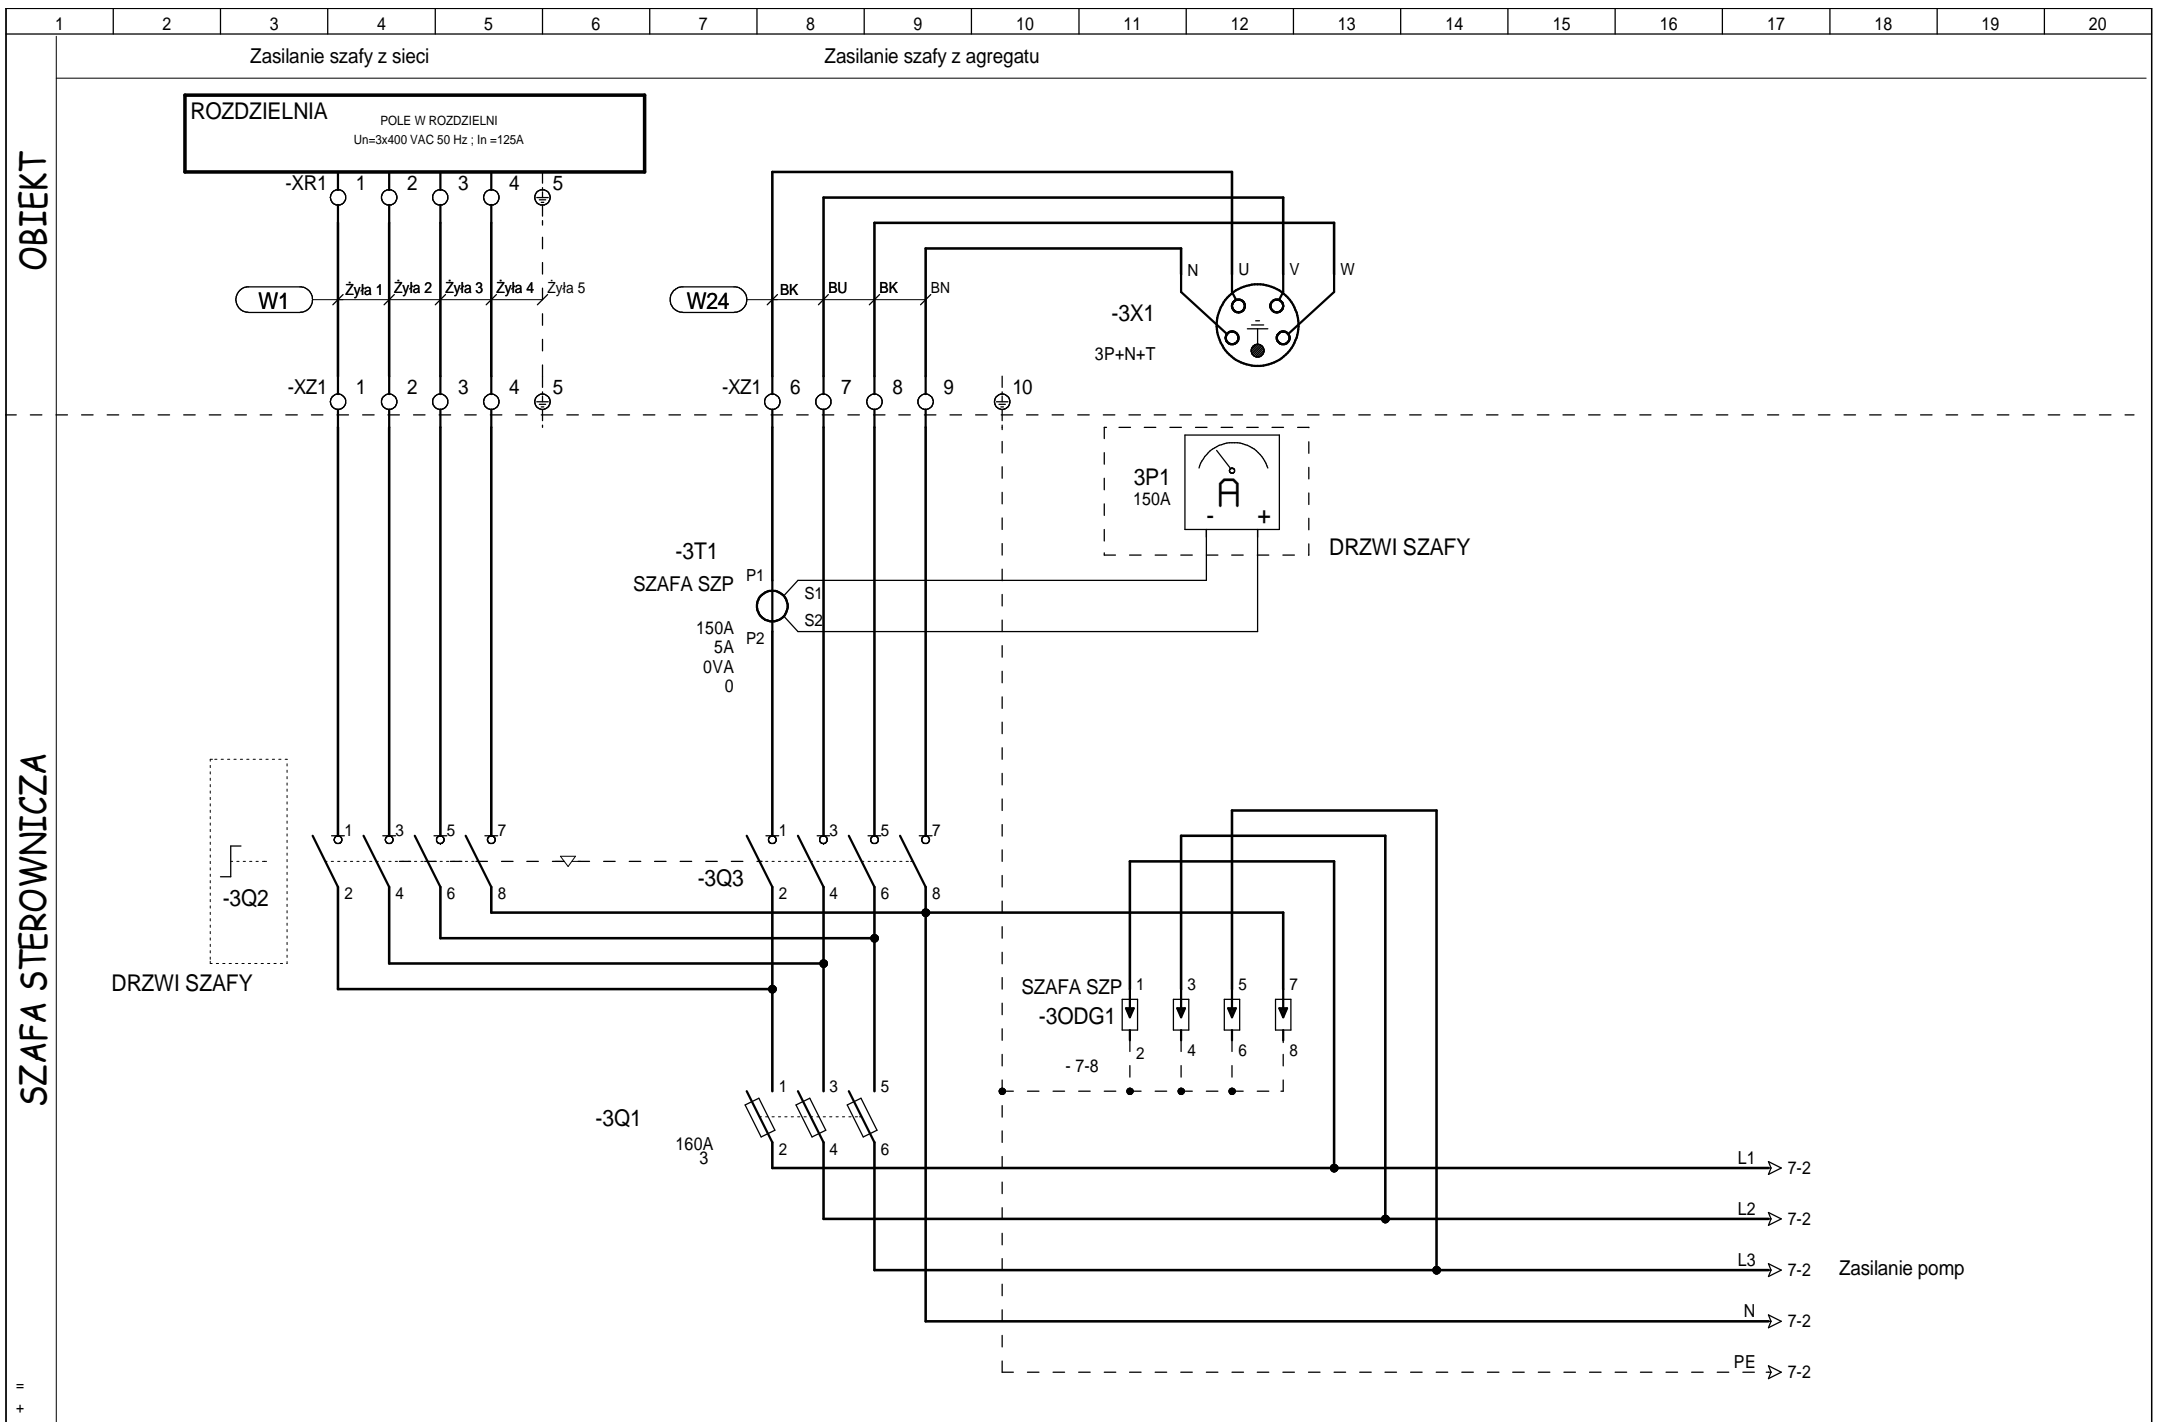 1 2 3 4 5 6 7 8 9 10 11 12 13 14 15 16 17 18 19 20
Zasilanie szafy z sieci
Zasilanie szafy z agregatu
OBIEKT
ROZDZIELNIA
POLE W ROZDZIELNI
Un=3x400 VAC 50 Hz ; In =125A
-XR1 1 2 3 4 5
W1 Żyła 1 Żyła 2 Żyła 3 Żyła 4 Żyła 5
W24 BK BU BK BN
N U V W
-3X1
3P+N+T
-XZ1 1 2 3 4 5
-XZ1 6 7 8 9 10
3P1
150A
A
- +
DRZWI SZAFY
-3T1
SZAFA SZP
P1
S1
S2
P2
150A
5A
0VA
0
SZAFA STEROWNICZA
1 3 5 7
-3Q2
2 4 6 8
DRZWI SZAFY
1 3 5 7
-3Q3
2 4 6 8
SZAFA SZP
-3ODG1
1 3 5 7
2 4 6 8
- 7-8
1 3 5
-3Q1
160A
3
2 4 6
L1 7-2
L2 7-2
L3 7-2 Zasilanie pomp
N 7-2
PE 7-2
=
+